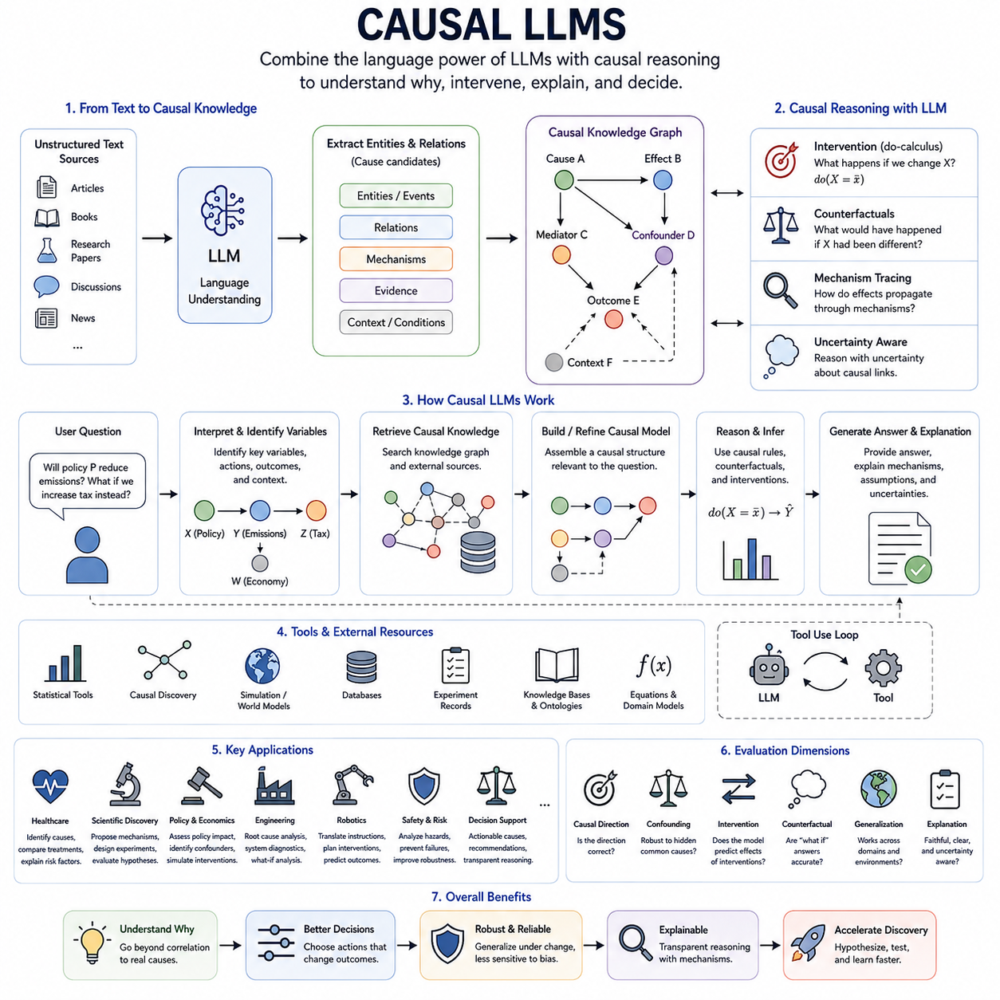 CAUSAL LLMS
Combine the language power of LLMs with causal reasoning
to understand why, intervene, explain, and decide.
1. From Text to Causal Knowledge
Unstructured Text
Sources
Articles
Books
Research
Papers
Discussions
News
...
LLM
Language
Understanding
Extract Entities & Relations
(Cause candidates)
Entities / Events
Relations
Mechanisms
Evidence
Context / Conditions
Causal Knowledge Graph
Cause A
Effect B
Mediator C
Confounder D
Outcome E
Context F
2. Causal Reasoning with LLM
Intervention (do-calculus)
What happens if we change X?
do(X = x̄)
Counterfactuals
What would have happened
if X had been different?
Mechanism Tracing
How do effects propagate
through mechanisms?
Uncertainty Aware
Reason with uncertainty
about causal links.
3. How Causal LLMs Work
User Question
Will policy P reduce
emissions? What if we
increase tax instead?
Interpret & Identify Variables
Identify key variables,
actions, outcomes,
and context.
X (Policy)
Y (Emissions)
Z (Tax)
W (Economy)
Retrieve Causal Knowledge
Search knowledge graph
and external sources.
Build / Refine Causal Model
Assemble a causal structure
relevant to the question.
Reason & Infer
Use causal rules,
counterfactuals,
and interventions.
do(X = x̄) → Ŷ
Generate Answer & Explanation
Provide answer,
explain mechanisms,
assumptions, and
uncertainties.
4. Tools & External Resources
Statistical Tools
Causal Discovery
Simulation /
World Models
Databases
Experiment
Records
Knowledge Bases
& Ontologies
f(x)
Equations &
Domain Models
Tool Use Loop
LLM
Tool
5. Key Applications
Healthcare
Identify causes,
compare treatments,
explain risk factors.
Scientific Discovery
Propose mechanisms,
design experiments,
evaluate hypotheses.
Policy & Economics
Assess policy impact,
identify confounders,
simulate interventions.
Engineering
Root cause analysis,
system diagnostics,
what-if analysis.
Robotics
Translate instructions,
plan interventions,
predict outcomes.
Safety & Risk
Analyze hazards,
prevent failures,
improve robustness.
Decision Support
Actionable causes,
recommendations,
transparent reasoning.
...
6. Evaluation Dimensions
Causal Direction
Is the direction
correct?
Confounding
Robust to hidden
common causes?
Intervention
Does the model
predict effects
of interventions?
Counterfactual
Are "what if"
answers
accurate?
Generalization
Works across
domains and
environments?
Explanation
Faithful, clear,
and uncertainty
aware?
7. Overall Benefits
Understand Why
Go beyond correlation
to real causes.
Better Decisions
Choose actions that
change outcomes.
Robust & Reliable
Generalize under change,
less sensitive to bias.
Explainable
Transparent reasoning
with mechanisms.
Accelerate Discovery
Hypothesize, test,
and learn faster.